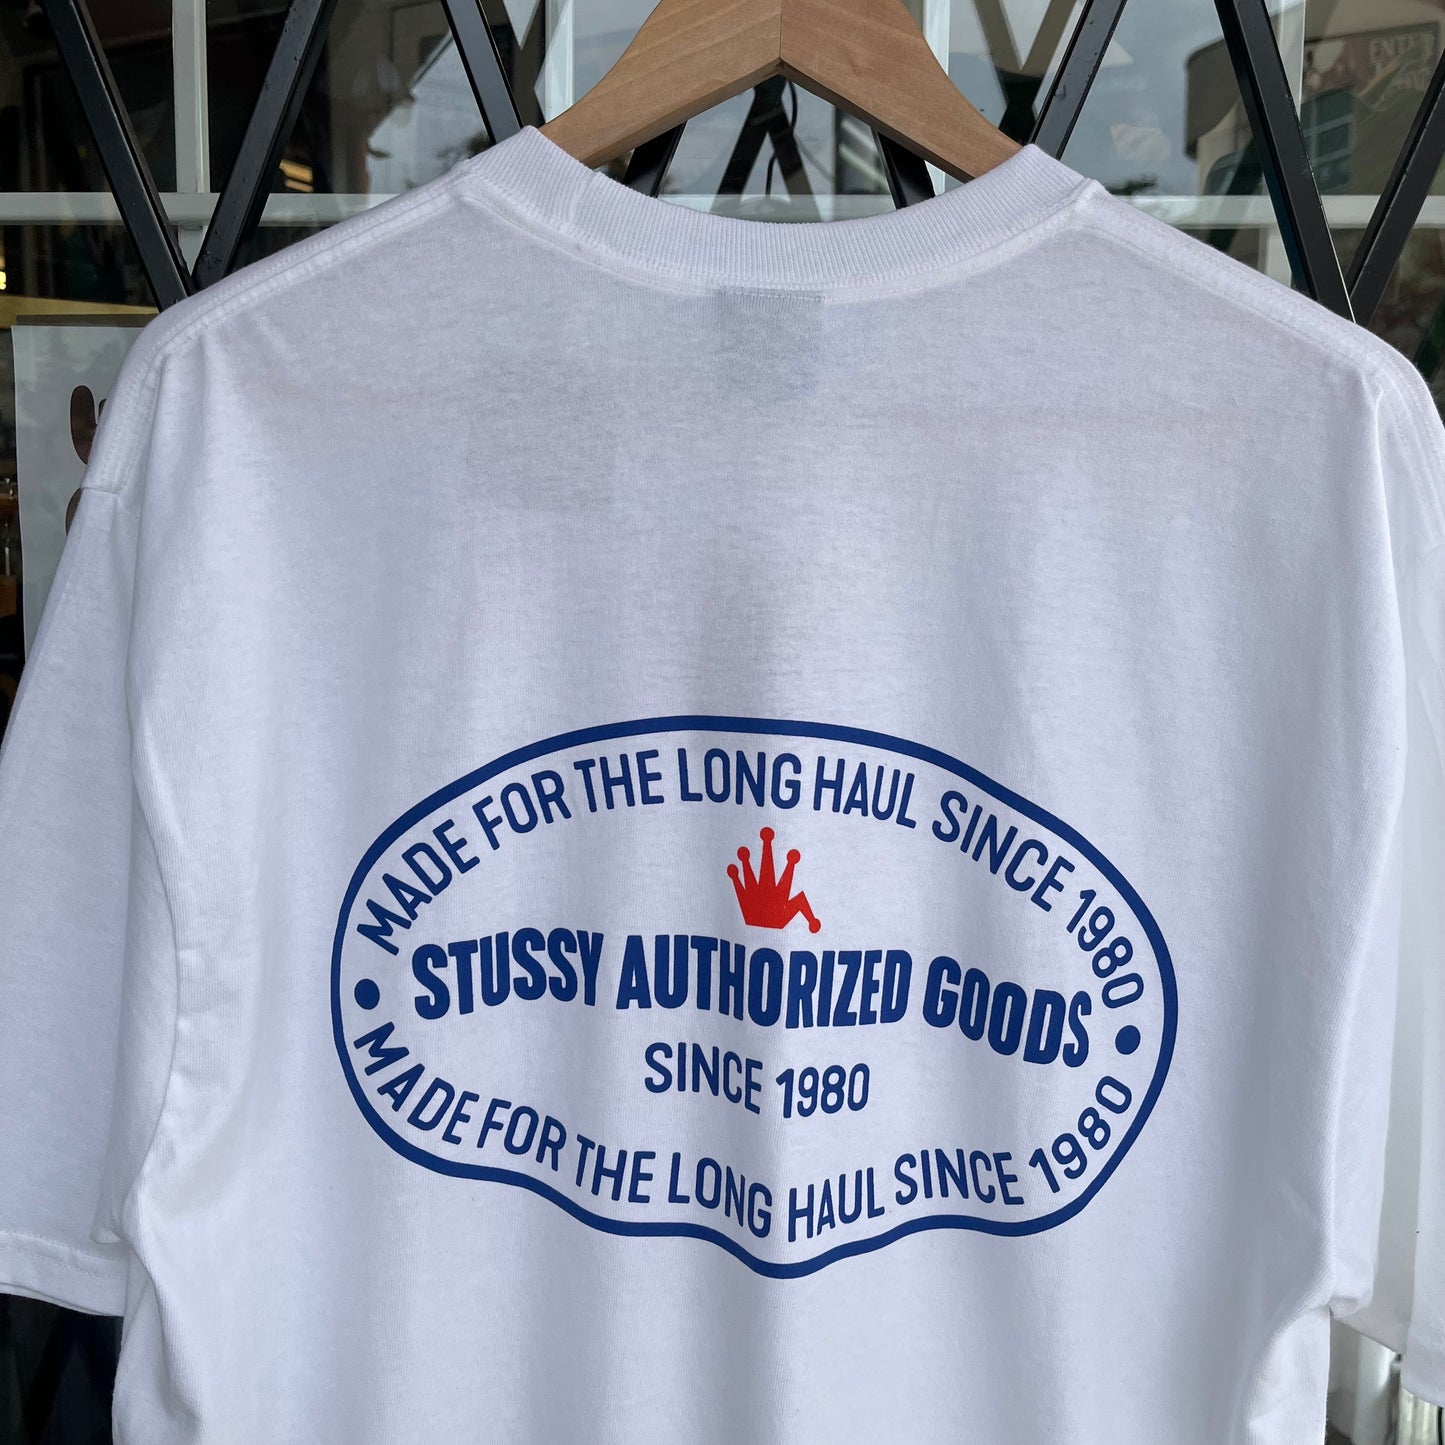 MADE FOR THE LONG HAUL SINCE 1980
STUSSY AUTHORIZED GOODS
SINCE 1980
MADE FOR THE LONG HAUL SINCE 1980